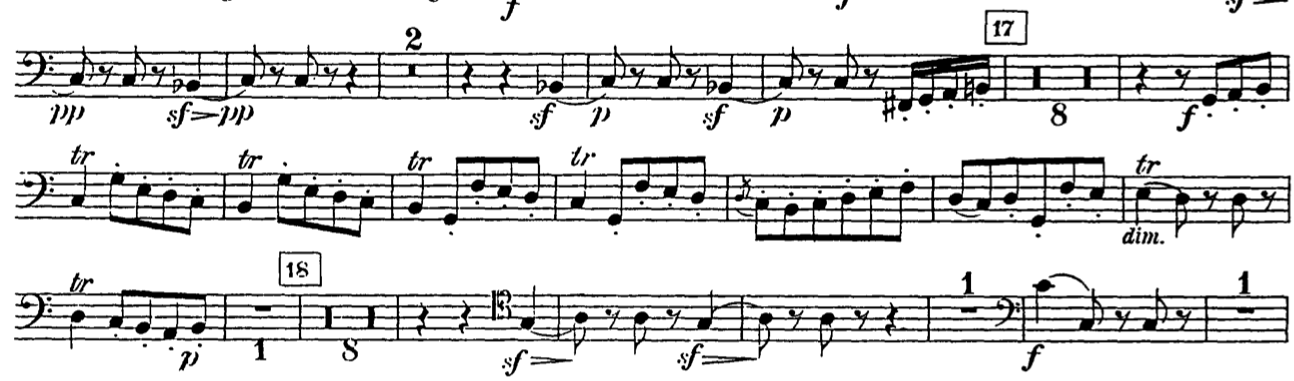 f
2 17
pp sf pp sf p sf p 8 f
tr tr tr tr tr
dim.
tr 18 1 1
p 1 8 sf sf f